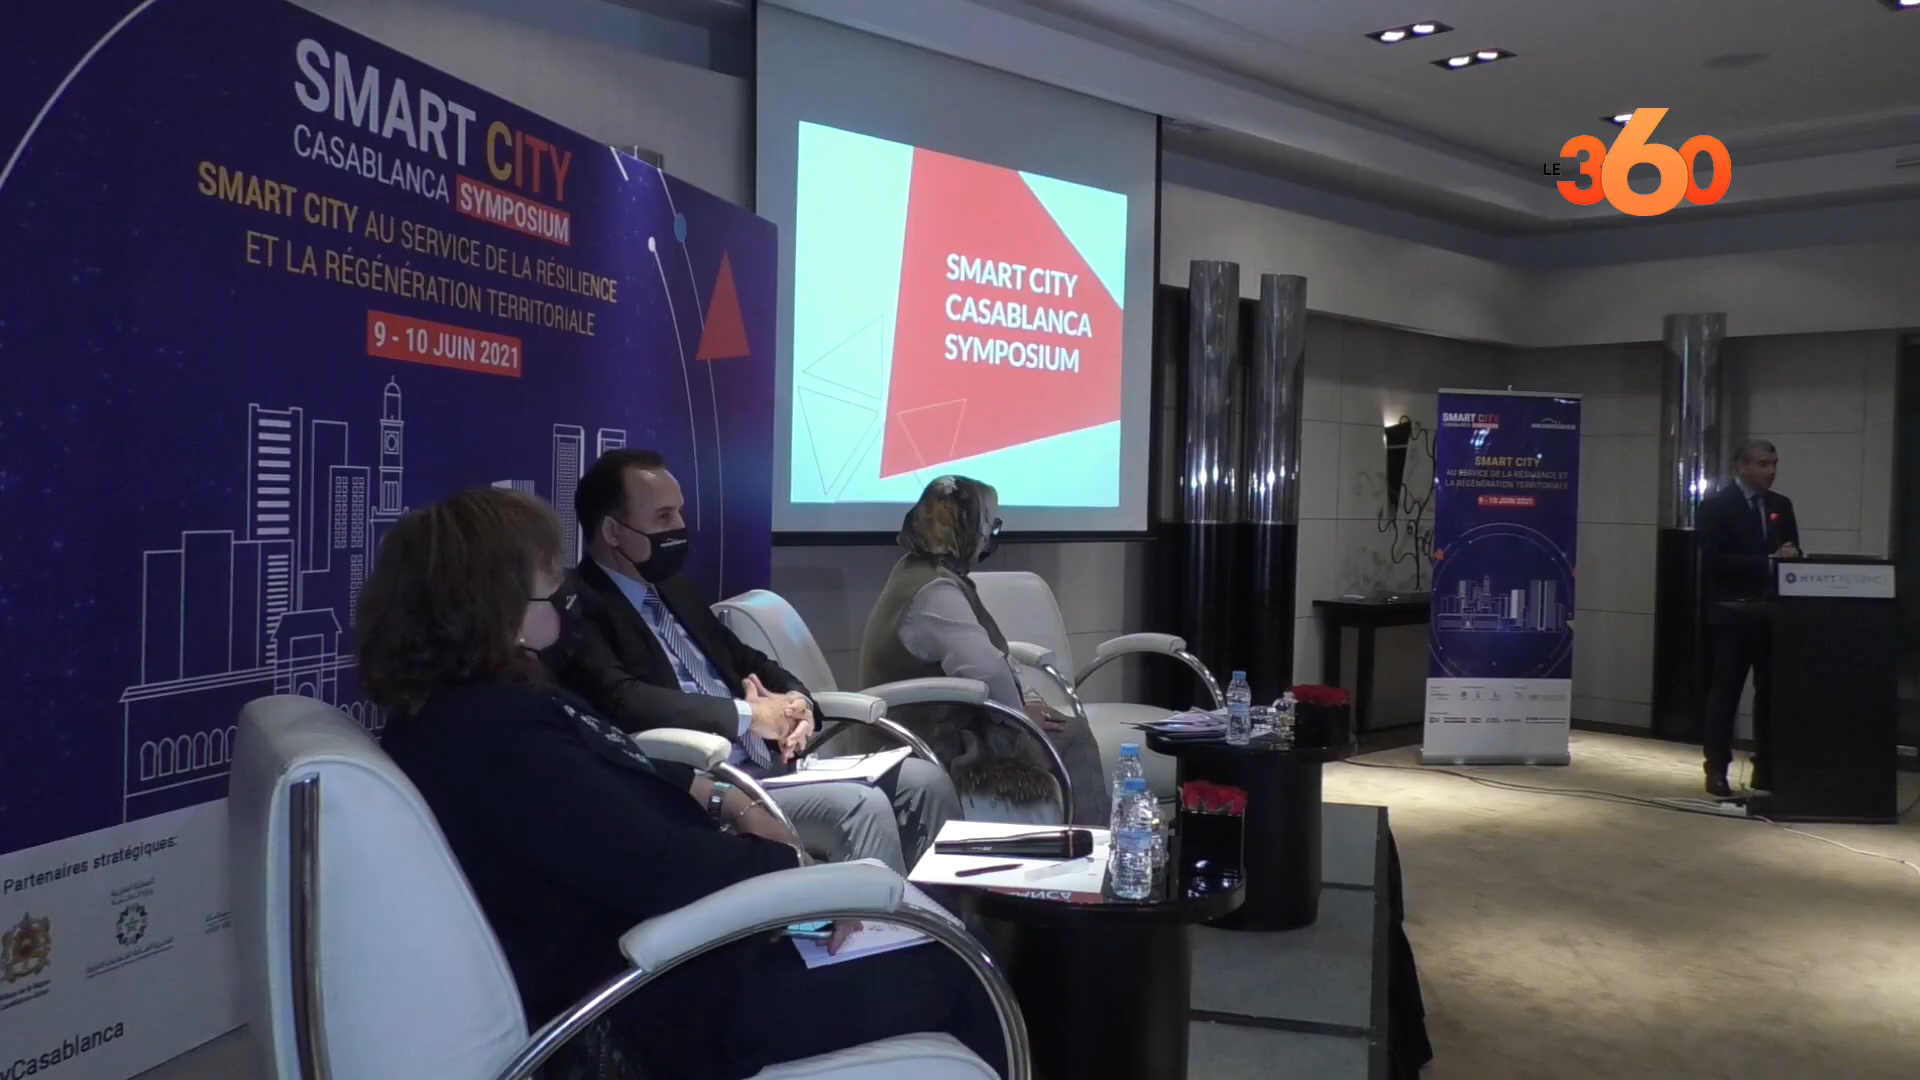 SMART CITY
CASABLANCA SYMPOSIUM
SMART CITY AU SERVICE DE LA RÉSILIENCE
ET LA RÉGÉNÉRATION TERRITORIALE
9 - 10 JUIN 2021
Partenaires stratégiques:
yCasablanca
SMART CITY
CASABLANCA
SYMPOSIUM
LE 360
SMART CITY
CASABLANCA SYMPOSIUM
SMART CITY
AU SERVICE DE LA RÉSILIENCE ET
LA RÉGÉNÉRATION TERRITORIALE
9 - 10 JUIN 2021
HYATT REGENCY